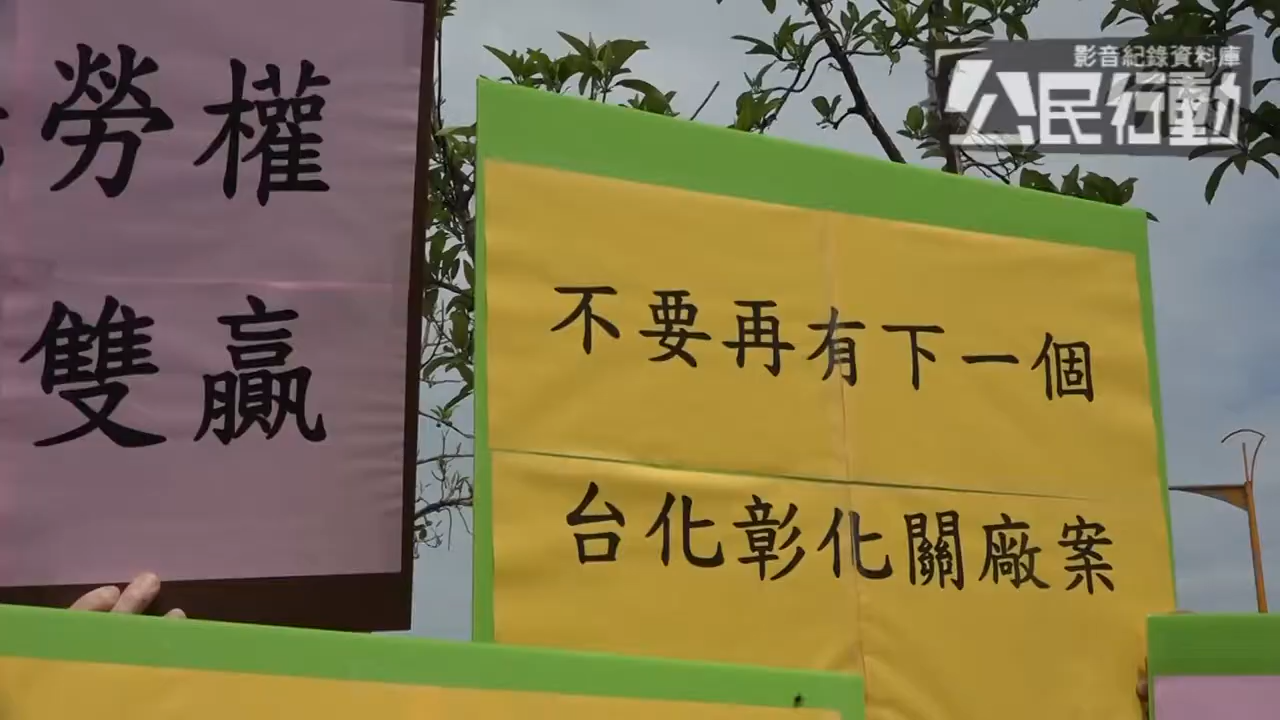 勞權
雙贏
不要再有下一個
台化彰化關廠案
影音紀錄資料庫
公民行動